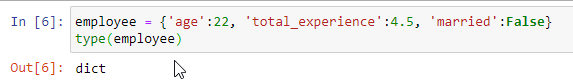 In [6]: employee = {'age':22, 'total_experience':4.5, 'married':False}
type(employee)
Out[6]: dict